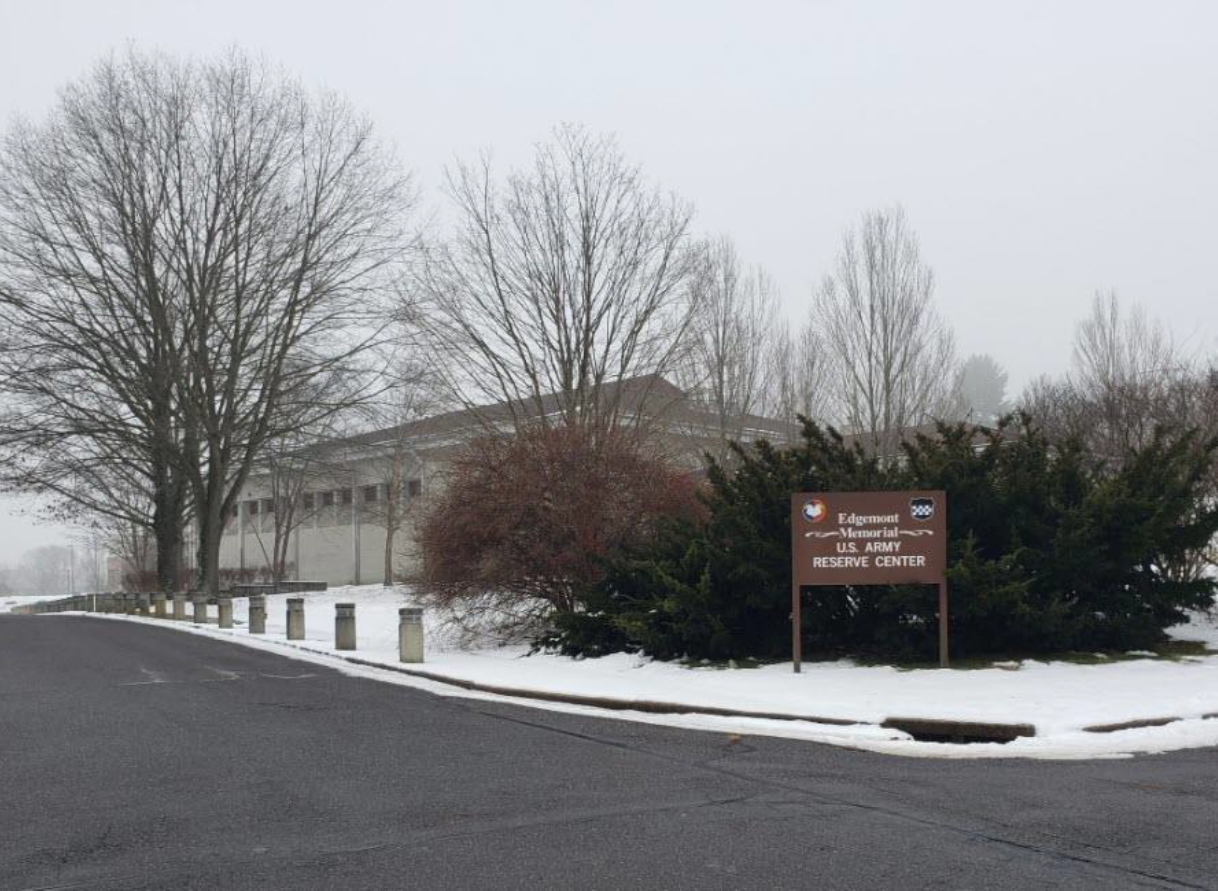 Edgemont
Memorial
U.S. ARMY
RESERVE CENTER